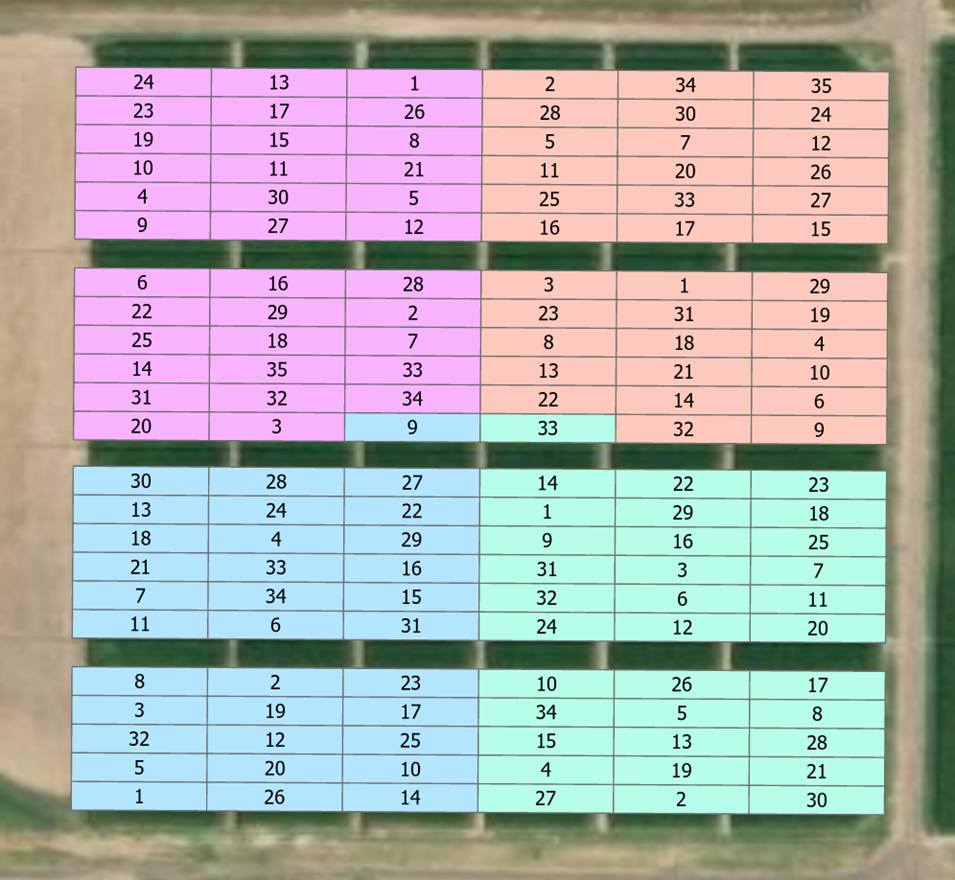 24 13 1 2 34 35
23 17 26 28 30 24
19 15 8 5 7 12
10 11 21 11 20 26
4 30 5 25 33 27
9 27 12 16 17 15
6 16 28 3 1 29
22 29 2 23 31 19
25 18 7 8 18 4
14 35 33 13 21 10
31 32 34 22 14 6
20 3 9 33 32 9
30 28 27 14 22 23
13 24 22 1 29 18
18 4 29 9 16 25
21 33 16 31 3 7
7 34 15 32 6 11
11 6 31 24 12 20
8 2 23 10 26 17
3 19 17 34 5 8
32 12 25 15 13 28
5 20 10 4 19 21
1 26 14 27 2 30